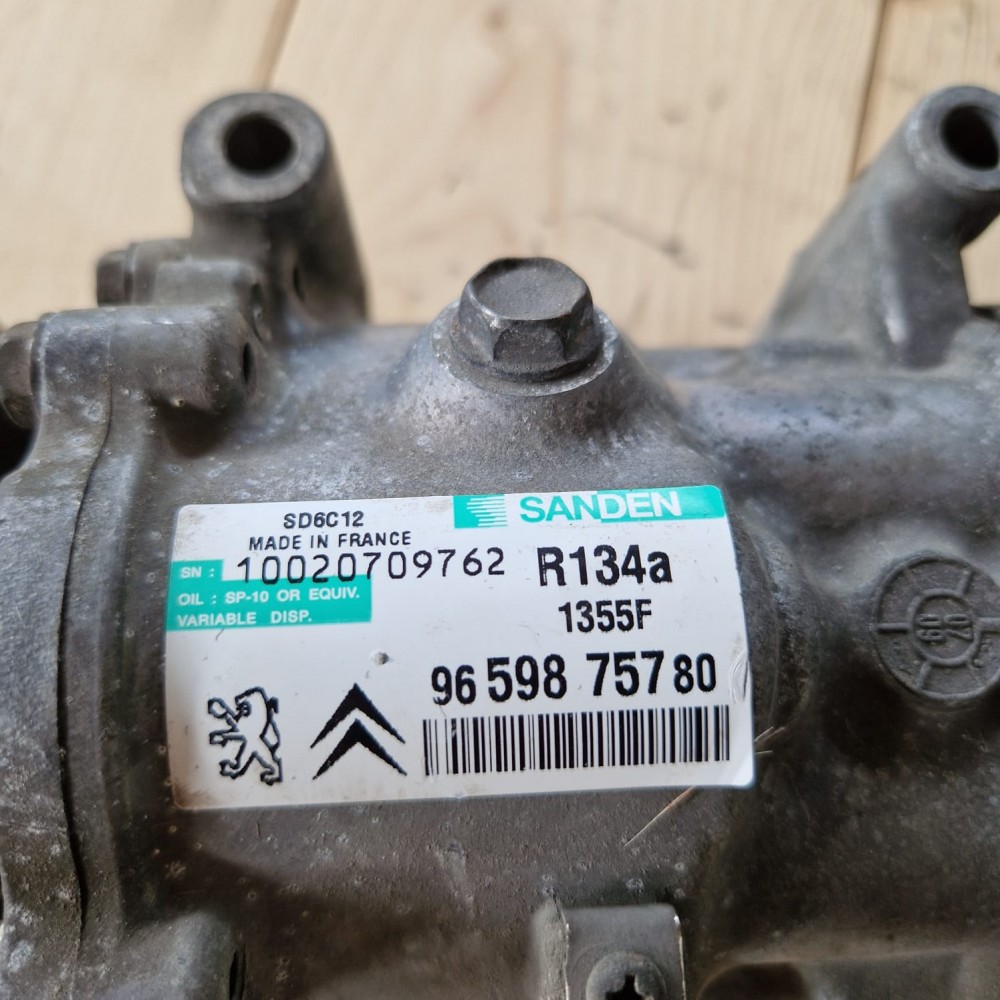 SANDEN
SD6C12
MADE IN FRANCE
SN : 10020709762
R134a
OIL : SP-10 OR EQUIV.
1355F
VARIABLE DISP.
96 598 757 80